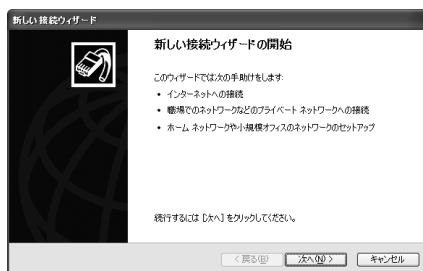 新しい接続ウィザード
新しい接続ウィザードの開始
このウィザードでは次の手助けをします:
• インターネットへの接続
• 職場でのネットワークなどのプライベート ネットワークへの接続
• ホーム ネットワークや小規模オフィスのネットワークのセットアップ
続行するには [次へ] をクリックしてください。
< 戻る(B)
次へ(N) >
キャンセル